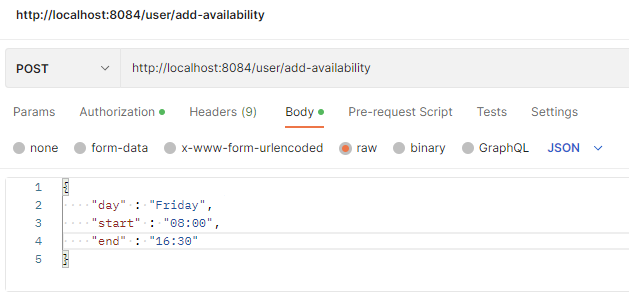 http://localhost:8084/user/add-availability
POST http://localhost:8084/user/add-availability
Params Authorization Headers (9) Body Pre-request Script Tests Settings
none form-data x-www-form-urlencoded raw binary GraphQL JSON
1 {
2 "day" : "Friday",
3 "start" : "08:00",
4 "end" : "16:30"
5 }